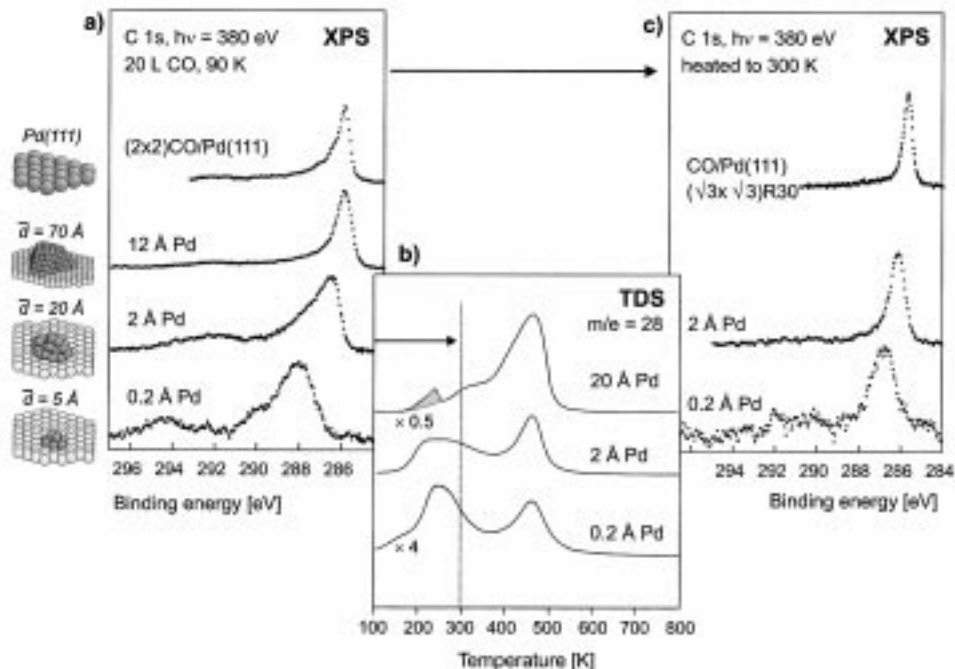 a)
C 1s, hν = 380 eV
XPS
20 L CO, 90 K
(2x2)CO/Pd(111)
12 Å Pd
2 Å Pd
0.2 Å Pd
296 294 292 290 288 286
Binding energy [eV]
Pd(111)
d̅ = 70 Å
d̅ = 20 Å
d̅ = 5 Å
b)
TDS
m/e = 28
20 Å Pd
× 0.5
2 Å Pd
0.2 Å Pd
× 4
100 200 300 400 500 600 700 800
Temperature [K]
c)
C 1s, hν = 380 eV
XPS
heated to 300 K
CO/Pd(111)
(√3x √3)R30
2 Å Pd
0.2 Å Pd
294 292 290 288 286 284
Binding energy [eV]